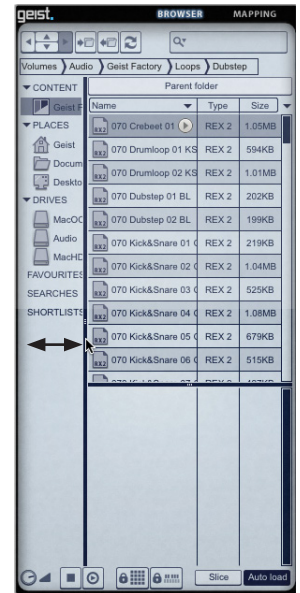 geist. BROWSER MAPPING
Volumes Audio Geist Factory Loops Dubstep
CONTENT
Geist F
PLACES
Geist
Docum
Deskto
DRIVES
MacOC
Audio
MacHD
FAVOURITES
SEARCHES
SHORTLISTS
Parent folder
Name Type Size
070 Crebeet 01 REX 2 1.05MB
070 Drumloop 01 KS REX 2 594KB
070 Drumloop 02 KS REX 2 1.01MB
070 Dubstep 01 BL REX 2 202KB
070 Dubstep 02 BL REX 2 199KB
070 Kick&Snare 01 REX 2 219KB
070 Kick&Snare 02 REX 2 1.04MB
070 Kick&Snare 03 REX 2 525KB
070 Kick&Snare 04 REX 2 1.08MB
070 Kick&Snare 05 REX 2 679KB
070 Kick&Snare 06 REX 2 515KB
Slice Auto load